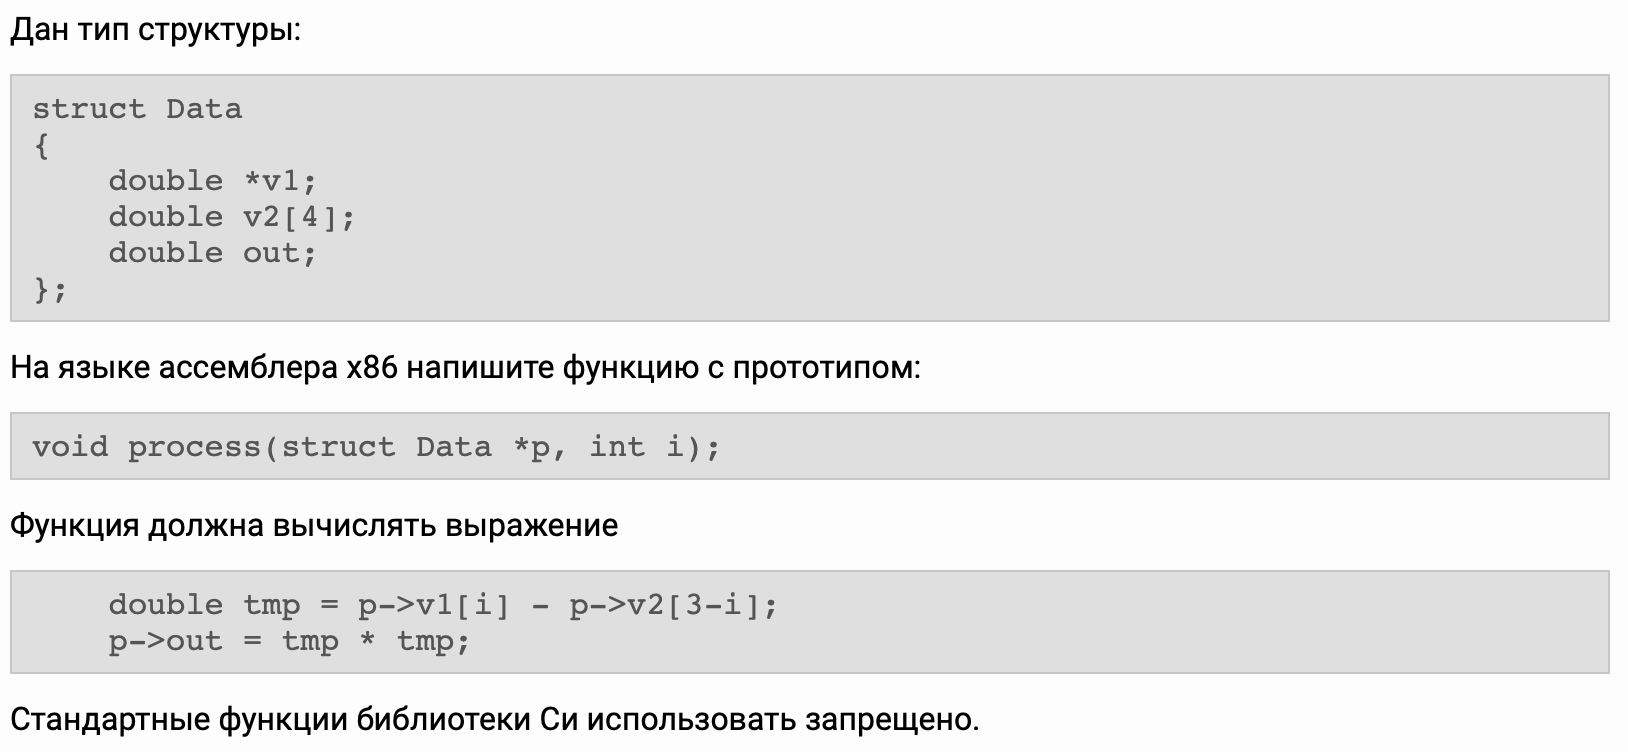 Дан тип структуры:
struct Data
{
    double *v1;
    double v2[4];
    double out;
};
На языке ассемблера x86 напишите функцию с прототипом:
void process(struct Data *p, int i);
Функция должна вычислять выражение
    double tmp = p->v1[i] - p->v2[3-i];
    p->out = tmp * tmp;
Стандартные функции библиотеки Си использовать запрещено.